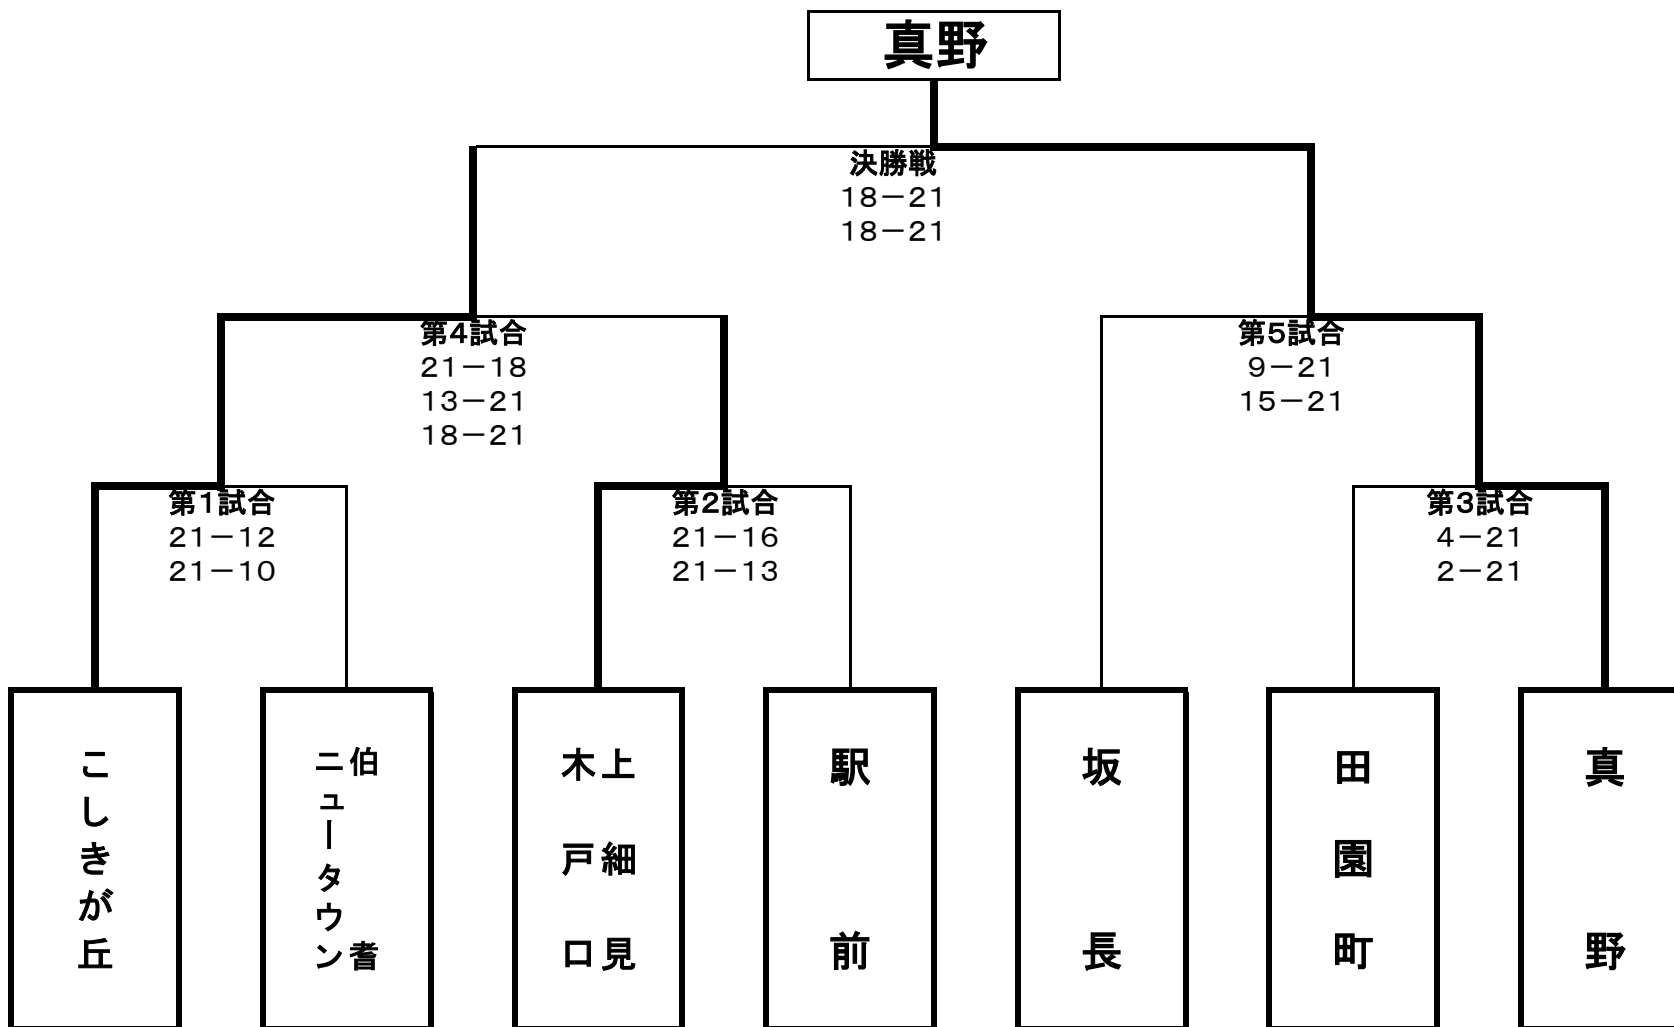 真野
決勝戦
18－21
18－21
第4試合
21－18
13－21
18－21
第5試合
9－21
15－21
第1試合
21－12
21－10
第2試合
21－16
21－13
第3試合
4－21
2－21
こしきが丘
伯耆
ニュータウン
上細見
木戸口
駅前
坂長
田園町
真野